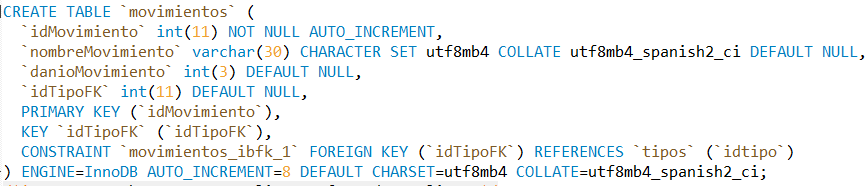 CREATE TABLE `movimientos` (
`idMovimiento` int(11) NOT NULL AUTO_INCREMENT,
`nombreMovimiento` varchar(30) CHARACTER SET utf8mb4 COLLATE utf8mb4_spanish2_ci DEFAULT NULL,
`danioMovimiento` int(3) DEFAULT NULL,
`idTipoFK` int(11) DEFAULT NULL,
PRIMARY KEY (`idMovimiento`),
KEY `idTipoFK` (`idTipoFK`),
CONSTRAINT `movimientos_ibfk_1` FOREIGN KEY (`idTipoFK`) REFERENCES `tipos` (`idtipo`)
) ENGINE=InnoDB AUTO_INCREMENT=8 DEFAULT CHARSET=utf8mb4 COLLATE=utf8mb4_spanish2_ci;